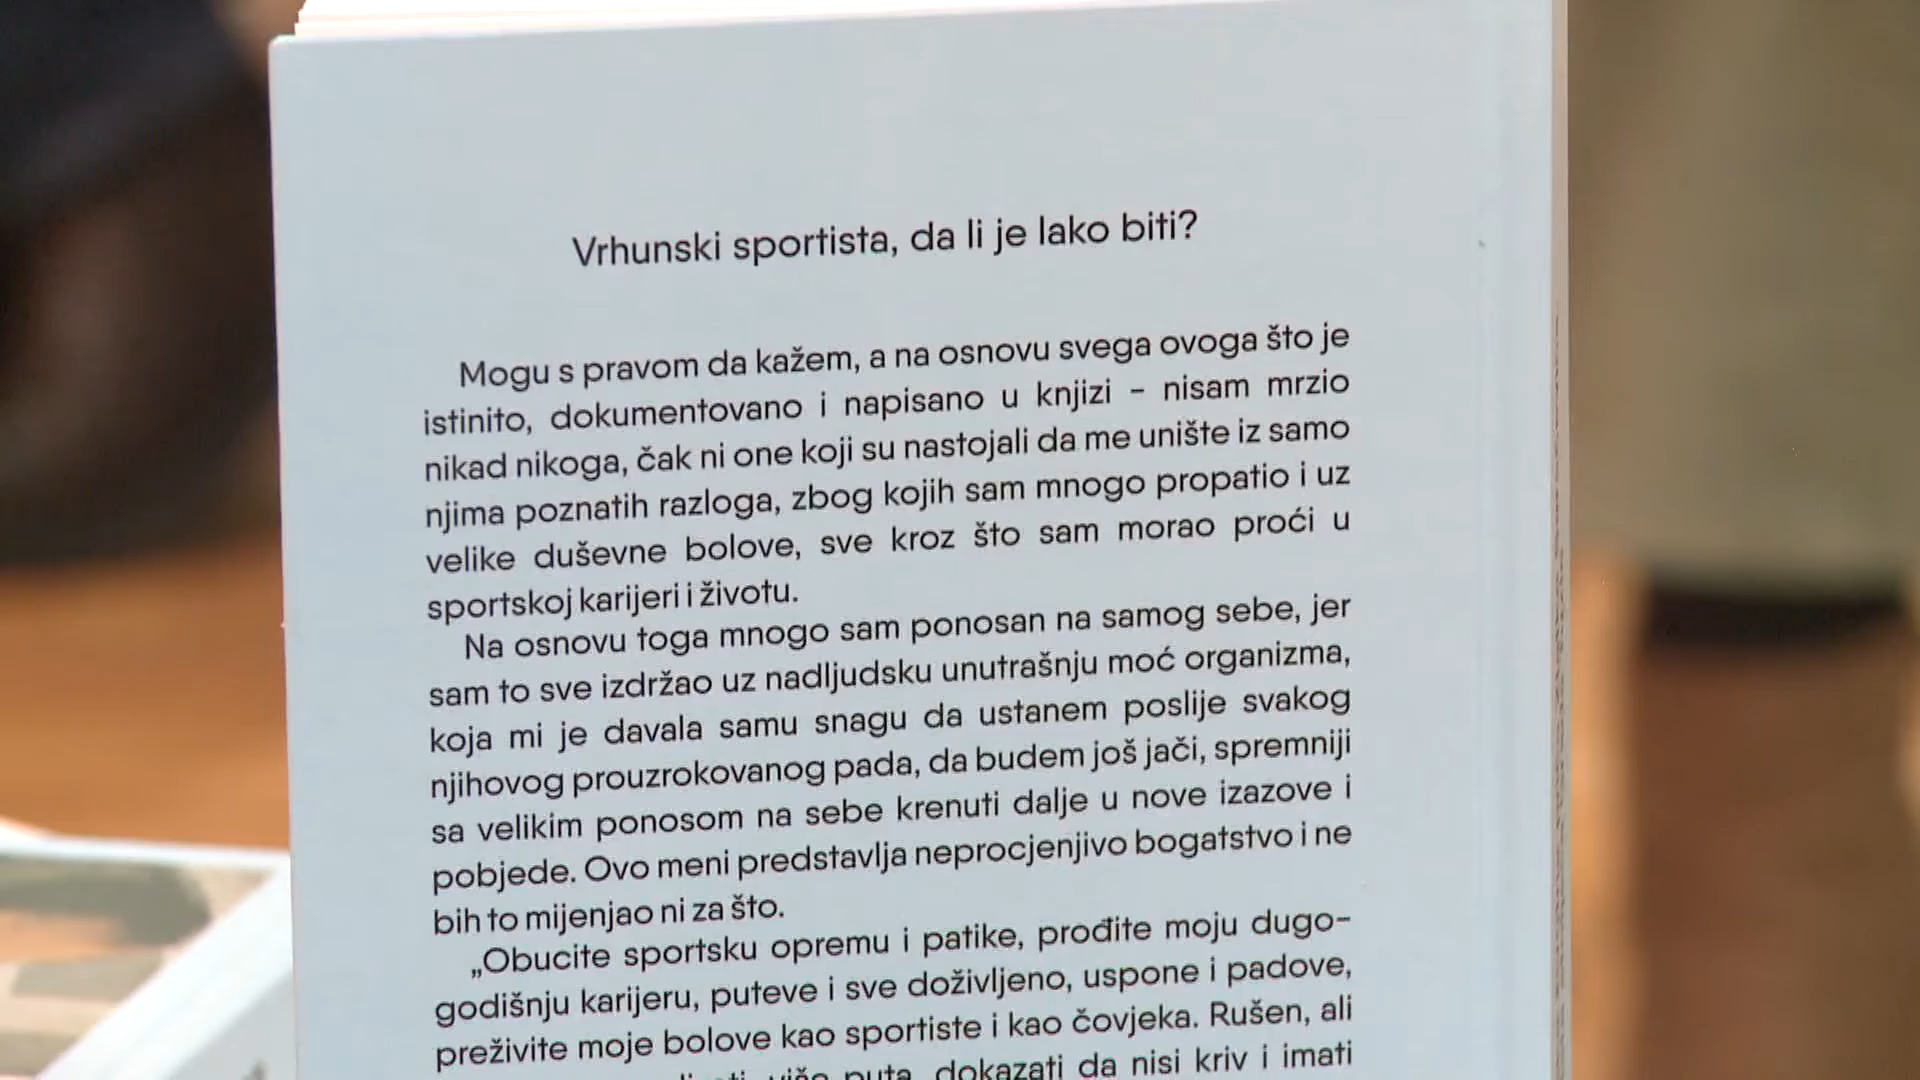 Vrhunski sportista, da li je lako biti?
Mogu s pravom da kažem, a na osnovu svega ovoga što je
istinito, dokumentovano i napisano u knjizi – nisam mrzio
nikad nikoga, čak ni one koji su nastojali da me unište iz samo
njima poznatih razloga, zbog kojih sam mnogo propatio i uz
velike duševne bolove, sve kroz što sam morao proći u
sportskoj karijeri i životu.
Na osnovu toga mnogo sam ponosan na samog sebe, jer
sam to sve izdržao uz nadljudsku unutrašnju moć organizma,
koja mi je davala samu snagu da ustanem poslije svakog
njihovog prouzrokovanog pada, da budem još jači, spremniji
sa velikim ponosom na sebe krenuti dalje u nove izazove i
pobjede. Ovo meni predstavlja neprocjenjivo bogatstvo i ne
bih to mijenjao ni za što.
„Obucite sportsku opremu i patike, prođite moju dugo-
godišnju karijeru, puteve i sve doživljeno, uspone i padove,
preživite moje bolove kao sportiste i kao čovjeka. Rušen, ali
više puta, dokazati da nisi kriv i imati